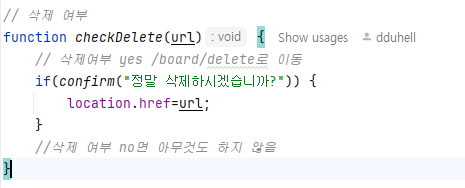 // 삭제 여부
function checkDelete(url) : void { Show usages dduhell
// 삭제여부 yes /board/delete로 이동
if(confirm("정말 삭제하시겠습니까?")) {
location.href=url;
}
//삭제 여부 no면 아무것도 하지 않음
}